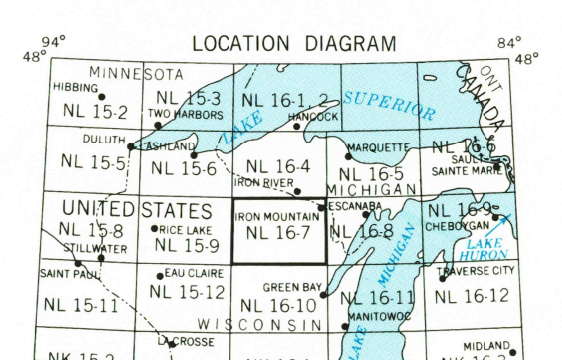 LOCATION DIAGRAM
94°
84°
48°
48°
MINNESOTA
HIBBING
NL 15-2
NL 15-3
TWO HARBORS
NL 16-1, 2
HANCOCK
LAKE
SUPERIOR
ONT
CANADA
DULUTH
NL 15-5
ASHLAND
NL 15-6
NL 16-4
IRON RIVER
MARQUETTE
NL 16-5
MICHIGAN
NL 16-6
SAULT
SAINTE MARIE
UNITED STATES
NL 15-8
STILLWATER
RICE LAKE
NL 15-9
IRON MOUNTAIN
NL 16-7
ESCANABA
NL 16-8
NL 16-9
CHEBOYGAN
LAKE
HURON
SAINT PAUL
NL 15-11
EAU CLAIRE
NL 15-12
GREEN BAY
NL 16-10
LAKE MICHIGAN
NL 16-11
MANITOWOC
TRAVERSE CITY
NL 16-12
WISCONSIN
LA CROSSE
MIDLAND